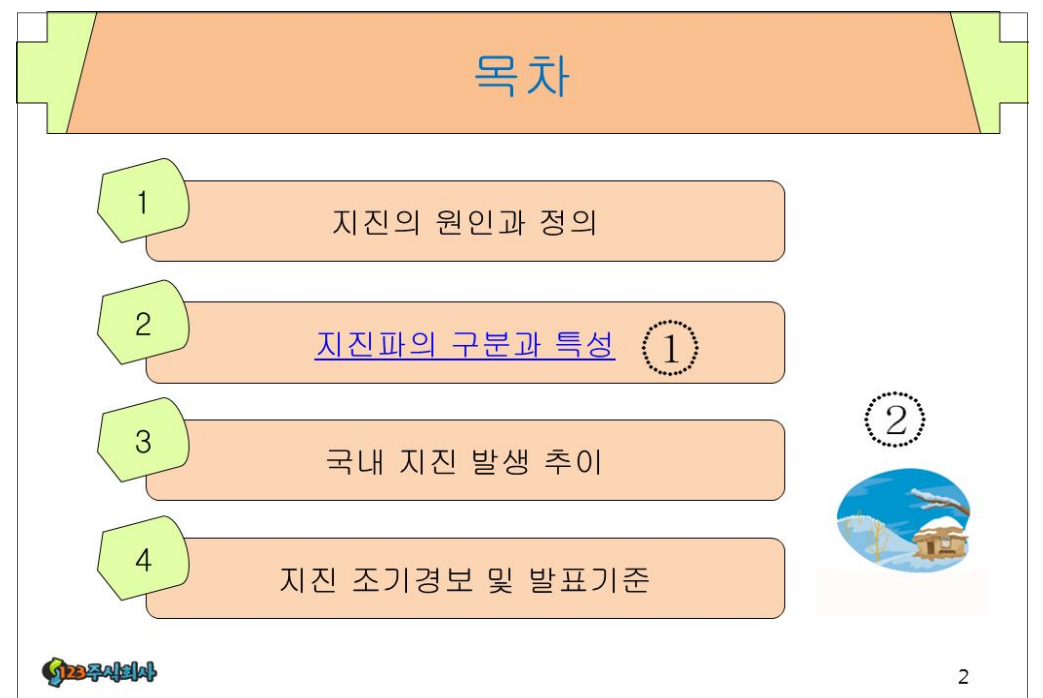 목차
1
지진의 원인과 정의
2
지진파의 구분과 특성 ①
3
국내 지진 발생 추이
②
4
지진 조기경보 및 발표기준
123주식회사
2